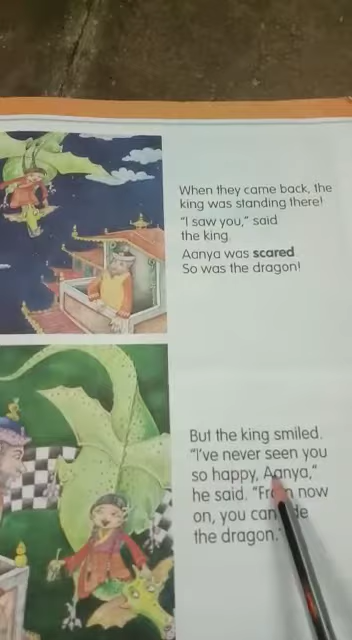 When they came back, the
king was standing there!
"I saw you," said
the king.
Aanya was scared.
So was the dragon!
But the king smiled.
"I've never seen you
so happy, Aanya,"
he said. "From now
on, you can
the dragon."